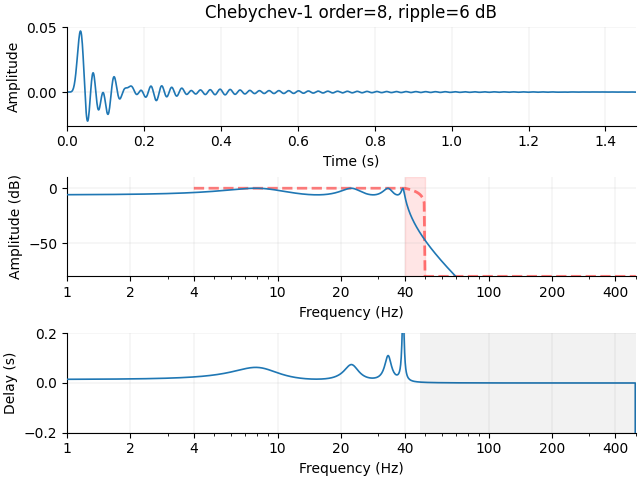 Chebychev-1 order=8, ripple=6 dB
0.05
0.00
Amplitude
0.0 0.2 0.4 0.6 0.8 1.0 1.2 1.4
Time (s)
0
−50
Amplitude (dB)
1 2 4 10 20 40 100 200 400
Frequency (Hz)
0.2
0.0
−0.2
Delay (s)
1 2 4 10 20 40 100 200 400
Frequency (Hz)